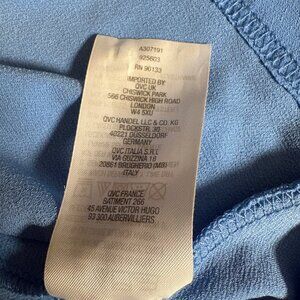 A307191
925603
RN 96133
IMPORTED BY
QVC UK
CHISWICK PARK
566 CHISWICK HIGH ROAD
LONDON
W4 5XU
QVC HANDEL LLC & CO. KG
PLOCKSTR. 30
40221 DUSSELDORF
GERMANY
QVC ITALIA S.R.L
VIA GUZZINA 18
20861 BRUGHERIO (MB)
ITALY
QVC FRANCE
BATIMENT 266
45 AVENUE VICTOR HUGO
93 300 AUBERVILLIERS